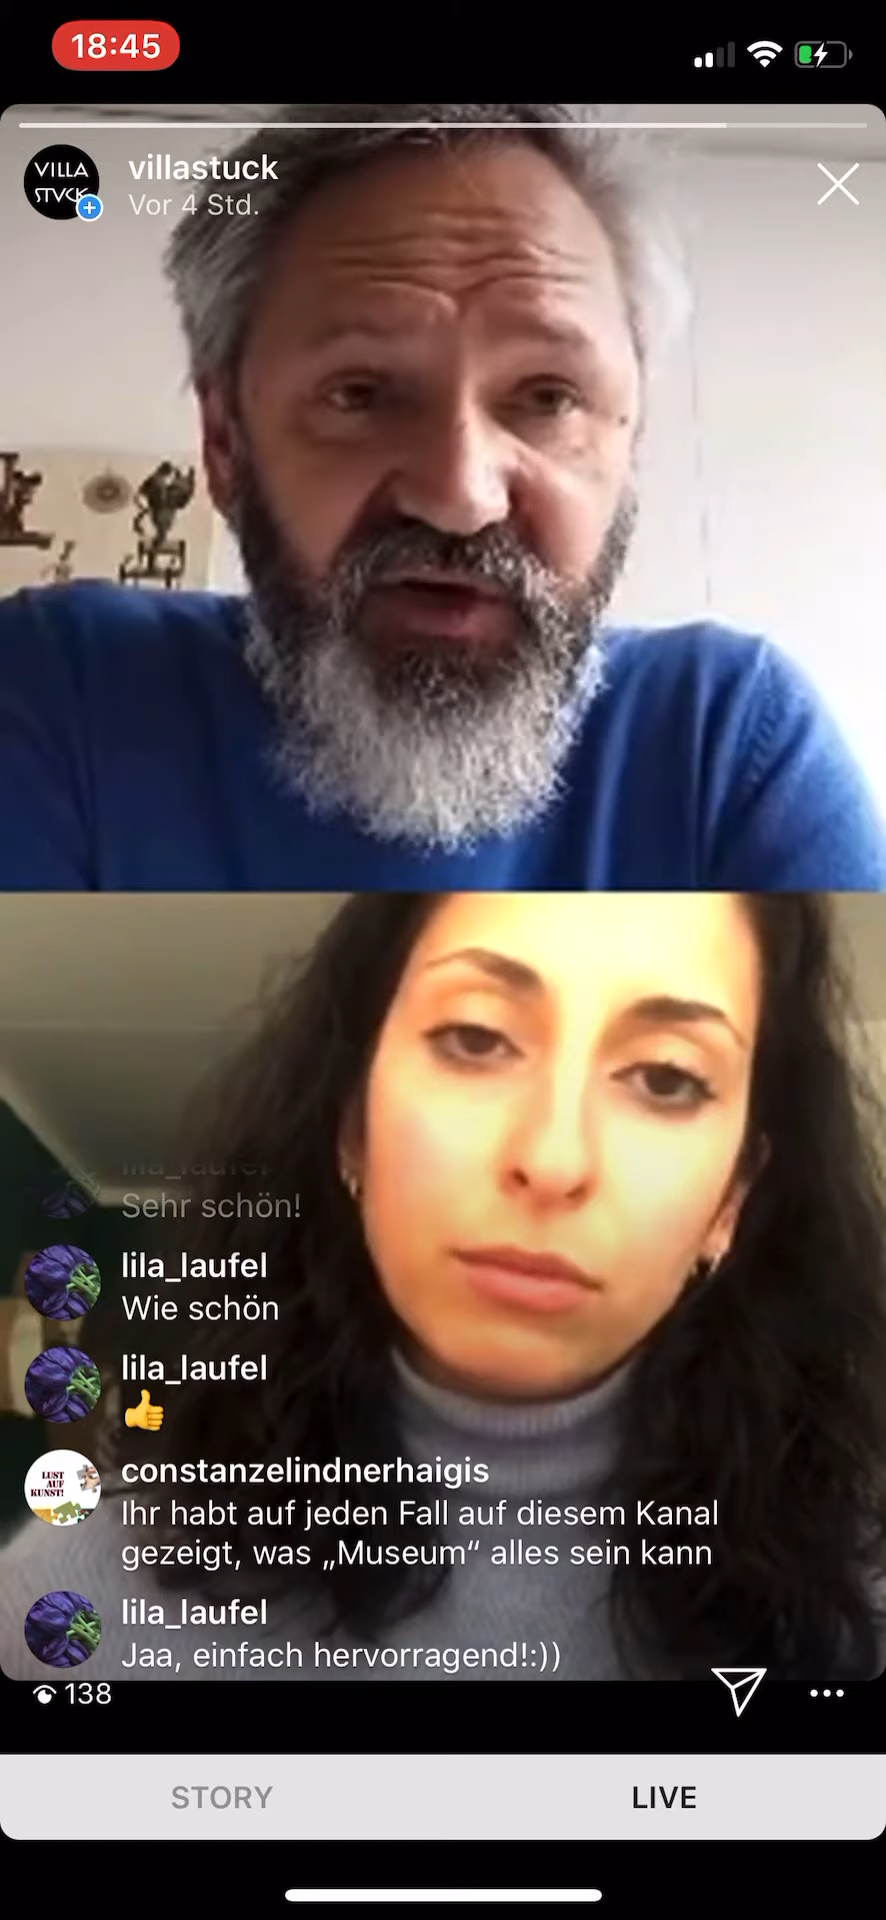 18:45
VILLA
STVCK
villastuck
Vor 4 Std.
lila_laufel
Sehr schön!
lila_laufel
Wie schön
lila_laufel
👍
LUST
AUF
KUNST!
constanzelindnerhaigis
Ihr habt auf jeden Fall auf diesem Kanal
gezeigt, was „Museum“ alles sein kann
lila_laufel
Jaa, einfach hervorragend!:))
138
STORY
LIVE